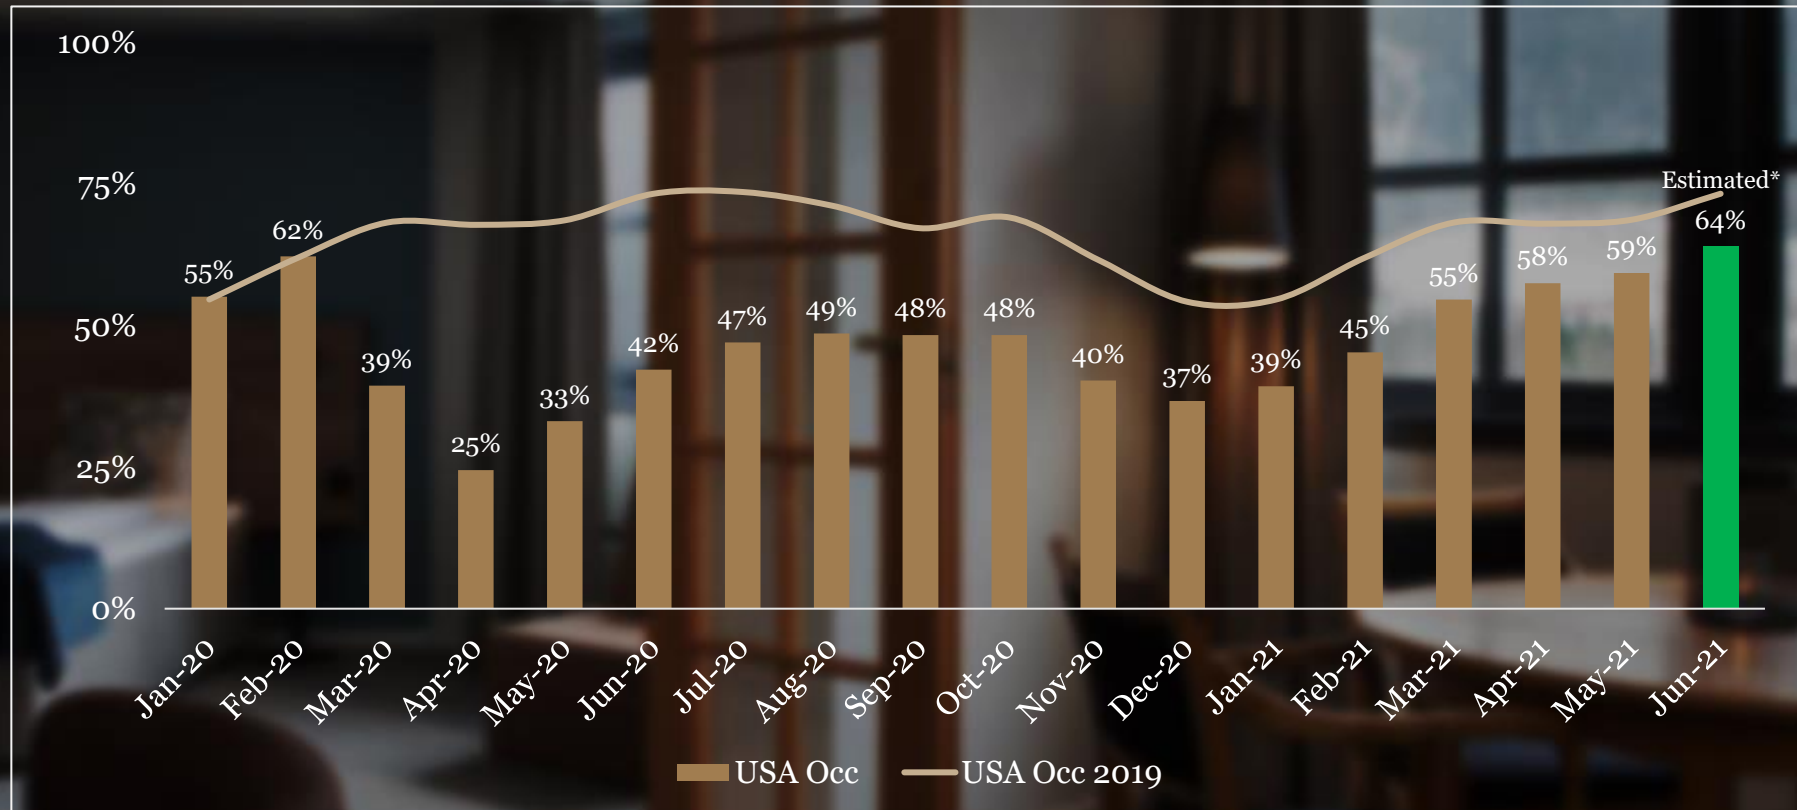 100%
75%
50%
25%
0%
55%
62%
39%
25%
33%
42%
47%
49%
48%
48%
40%
37%
39%
45%
55%
58%
59%
Estimated*
64%
Jan-20
Feb-20
Mar-20
Apr-20
May-20
Jun-20
Jul-20
Aug-20
Sep-20
Oct-20
Nov-20
Dec-20
Jan-21
Feb-21
Mar-21
Apr-21
May-21
Jun-21
USA Occ
USA Occ 2019